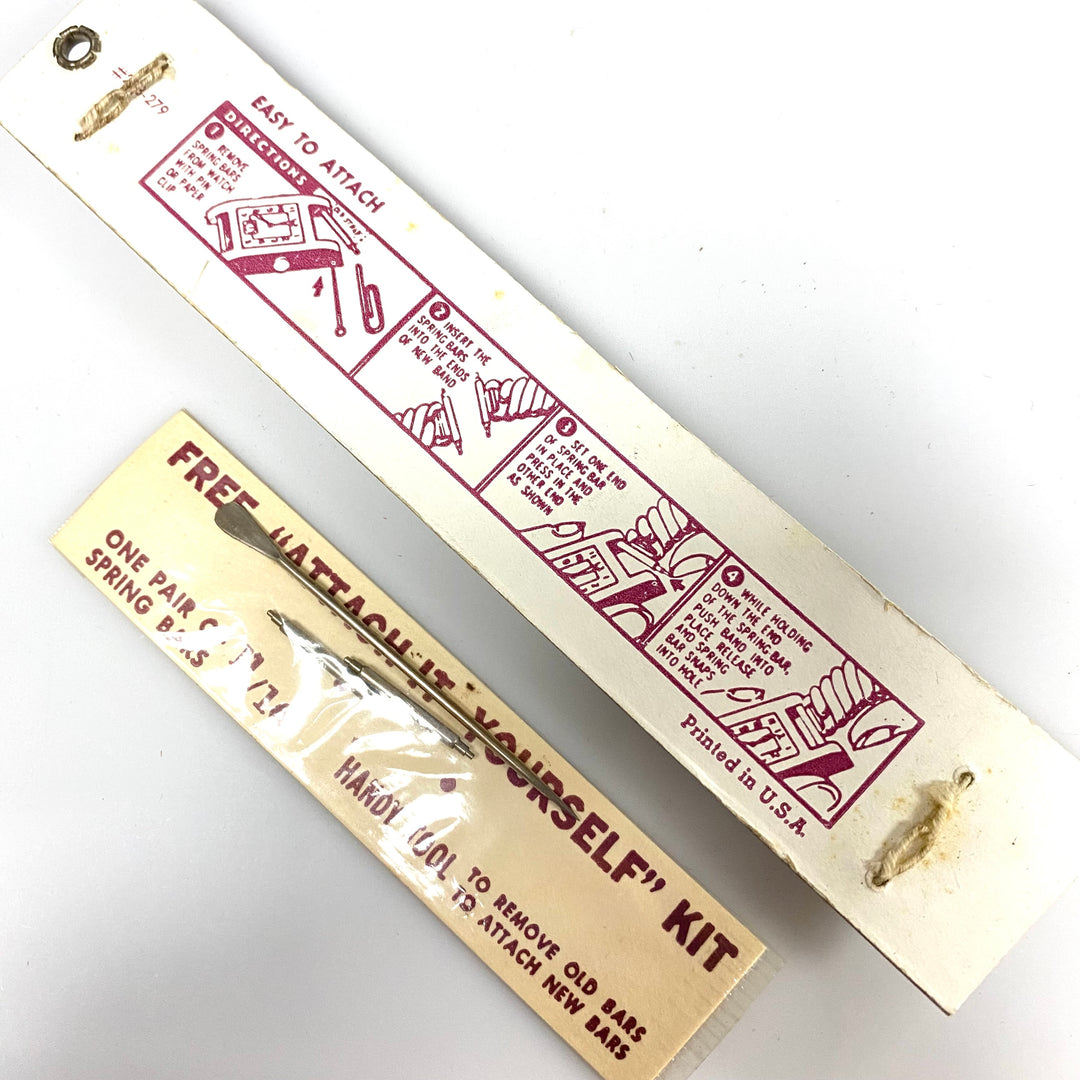 #
-279
EASY TO ATTACH
DIRECTIONS
1 REMOVE
SPRING BARS
FROM WATCH
WITH PIN
OR PAPER
CLIP
2 INSERT THE
SPRING BARS
INTO THE ENDS
OF NEW BAND
3 SET ONE END
OF SPRING BAR
IN PLACE AND
PRESS IN THE
OTHER END
AS SHOWN
4 WHILE HOLDING
DOWN THE END
OF THE SPRING BAR,
PUSH BAND INTO
PLACE RELEASE
AND SPRING
BAR SNAPS
INTO HOLE
Printed in U.S.A.
FREE "ATTACH-IT-YOURSELF" KIT
ONE PAIR
SPRING BARS
HANDY TOOL TO REMOVE OLD BARS
TO ATTACH NEW BARS